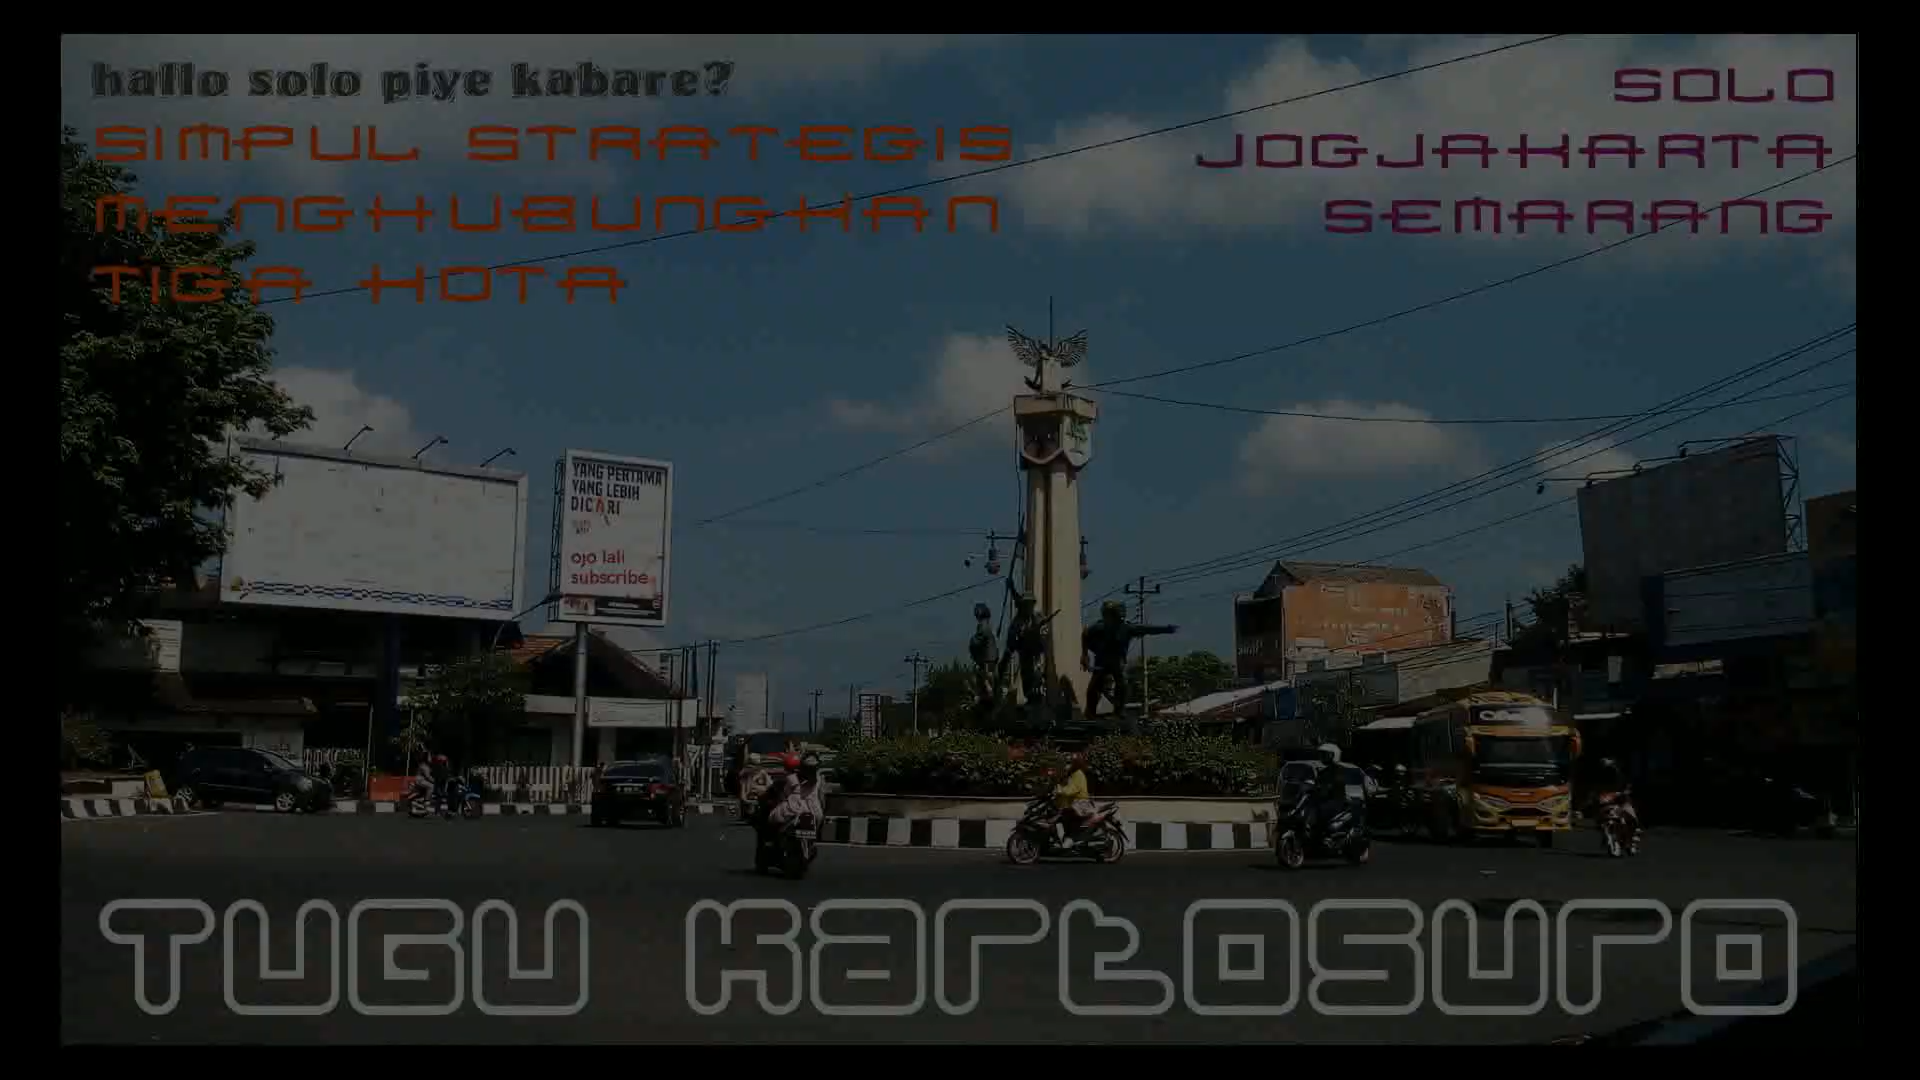 hallo solo piye kabare?
SIMPUL STRATEGIS
MENGHUBUNGKAN
TIGA KOTA
SOLO
JOGJAKARTA
SEMARANG
YANG PERTAMA
YANG LEBIH
DICARI
ojo lali
subscribe
TUGU Kartosuro